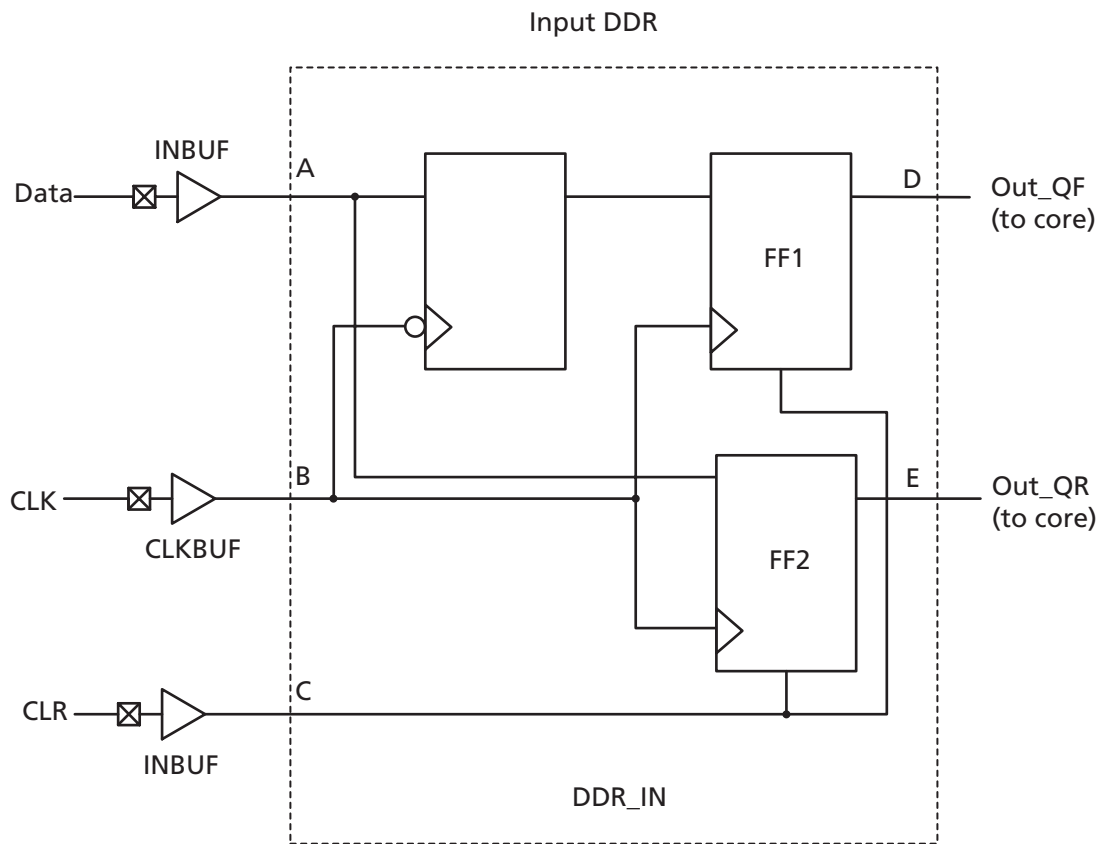 Input DDR
INBUF
A
D
Data
Out_QF
(to core)
FF1
B
E
CLK
Out_QR
(to core)
CLKBUF
FF2
C
CLR
INBUF
DDR_IN